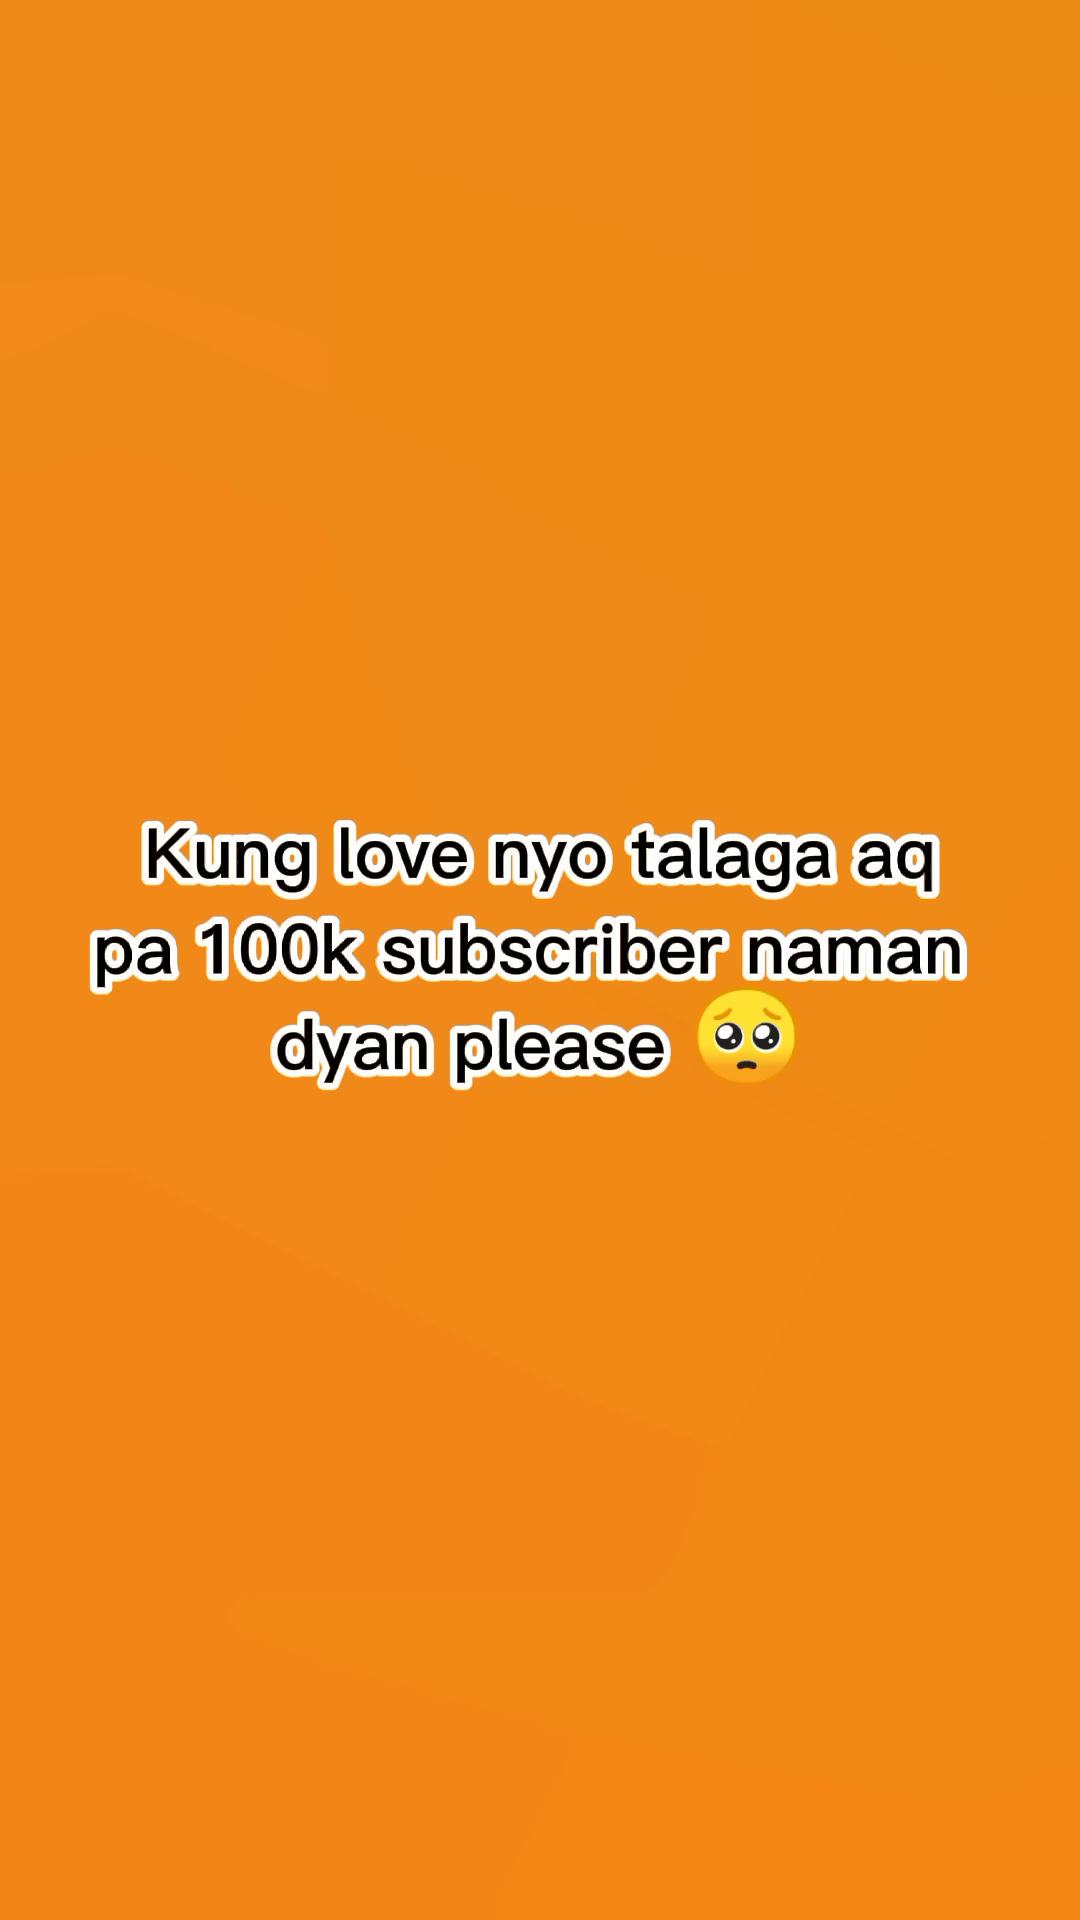 Kung love nyo talaga aq
pa 100k subscriber naman
dyan please 🥺